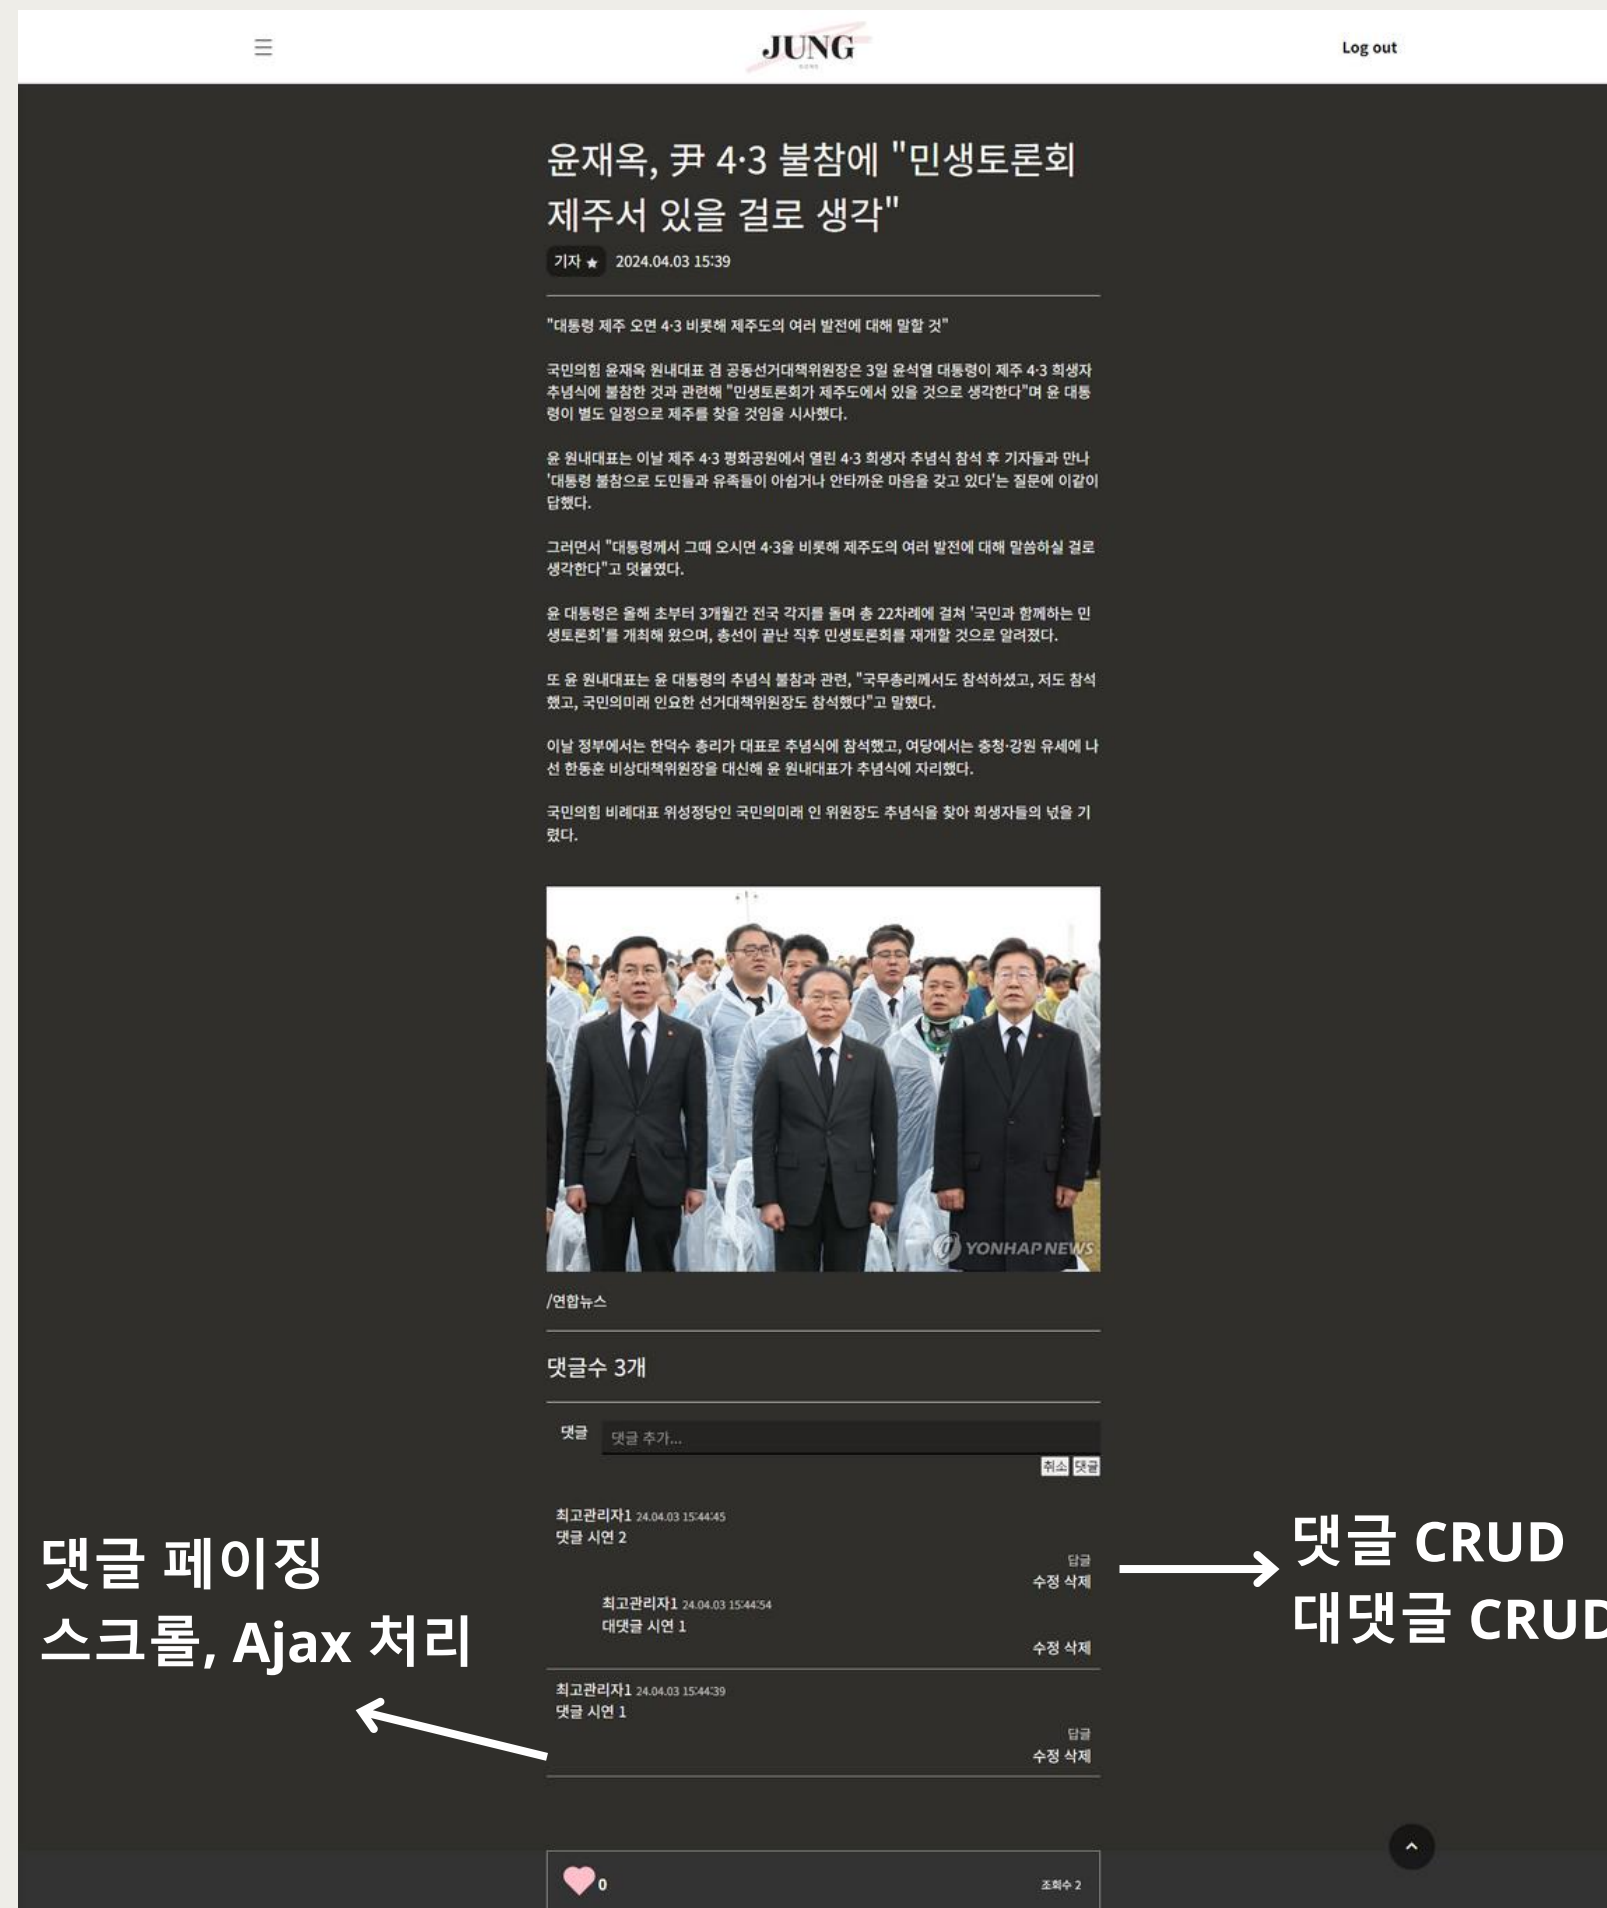 ☰
JUNG
Log out
윤재옥, 尹 4·3 불참에 "민생토론회
제주서 있을 걸로 생각"
기자 ★ 2024.04.03 15:39
"대통령 제주 오면 4·3 비롯해 제주도의 여러 발전에 대해 말할 것"
국민의힘 윤재옥 원내대표 겸 공동선거대책위원장은 3일 윤석열 대통령이 제주 4·3 희생자
추념식에 불참한 것과 관련해 "민생토론회가 제주도에서 있을 것으로 생각한다"며 윤 대통
령이 별도 일정으로 제주를 찾을 것임을 시사했다.
윤 원내대표는 이날 제주 4·3 평화공원에서 열린 4·3 희생자 추념식 참석 후 기자들과 만나
'대통령 불참으로 도민들과 유족들이 아쉽거나 안타까운 마음을 갖고 있다'는 질문에 이같이
답했다.
그러면서 "대통령께서 그때 오시면 4·3을 비롯해 제주도의 여러 발전에 대해 말씀하실 걸로
생각한다"고 덧붙였다.
윤 대통령은 올해 초부터 3개월간 전국 각지를 돌며 총 22차례에 걸쳐 '국민과 함께하는 민
생토론회'를 개최해 왔으며, 총선이 끝난 직후 민생토론회를 재개할 것으로 알려졌다.
또 윤 원내대표는 윤 대통령의 추념식 불참과 관련, "국무총리께서도 참석하셨고, 저도 참석
했고, 국민의미래 인요한 선거대책위원장도 참석했다"고 말했다.
이날 정부에서는 한덕수 총리가 대표로 추념식에 참석했고, 여당에서는 충청·강원 유세에 나
선 한동훈 비상대책위원장을 대신해 윤 원내대표가 추념식에 자리했다.
국민의힘 비례대표 위성정당인 국민의미래 인 위원장도 추념식을 찾아 희생자들의 넋을 기
렸다.
YONHAP NEWS
/연합뉴스
댓글수 3개
댓글 댓글 추가...
취소 댓글
최고관리자1 24.04.03 15:44:45
댓글 시연 2
답글
수정 삭제
최고관리자1 24.04.03 15:44:54
대댓글 시연 1
수정 삭제
최고관리자1 24.04.03 15:44:39
댓글 시연 1
답글
수정 삭제
댓글 페이징
스크롤, Ajax 처리
댓글 CRUD
대댓글 CRUD
0
조회수 2